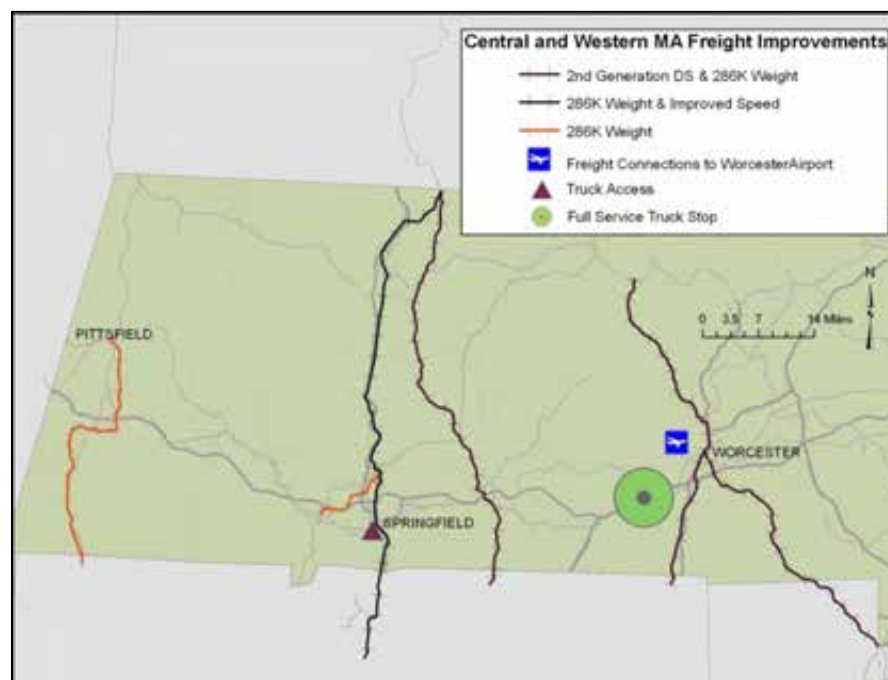 Central and Western MA Freight Improvements
2nd Generation DS & 286K Weight
286K Weight & Improved Speed
286K Weight
Freight Connections to WorcesterAirport
Truck Access
Full Service Truck Stop
N
0 3.5 7 14 Miles
PITTSFIELD
WORCESTER
SPRINGFIELD